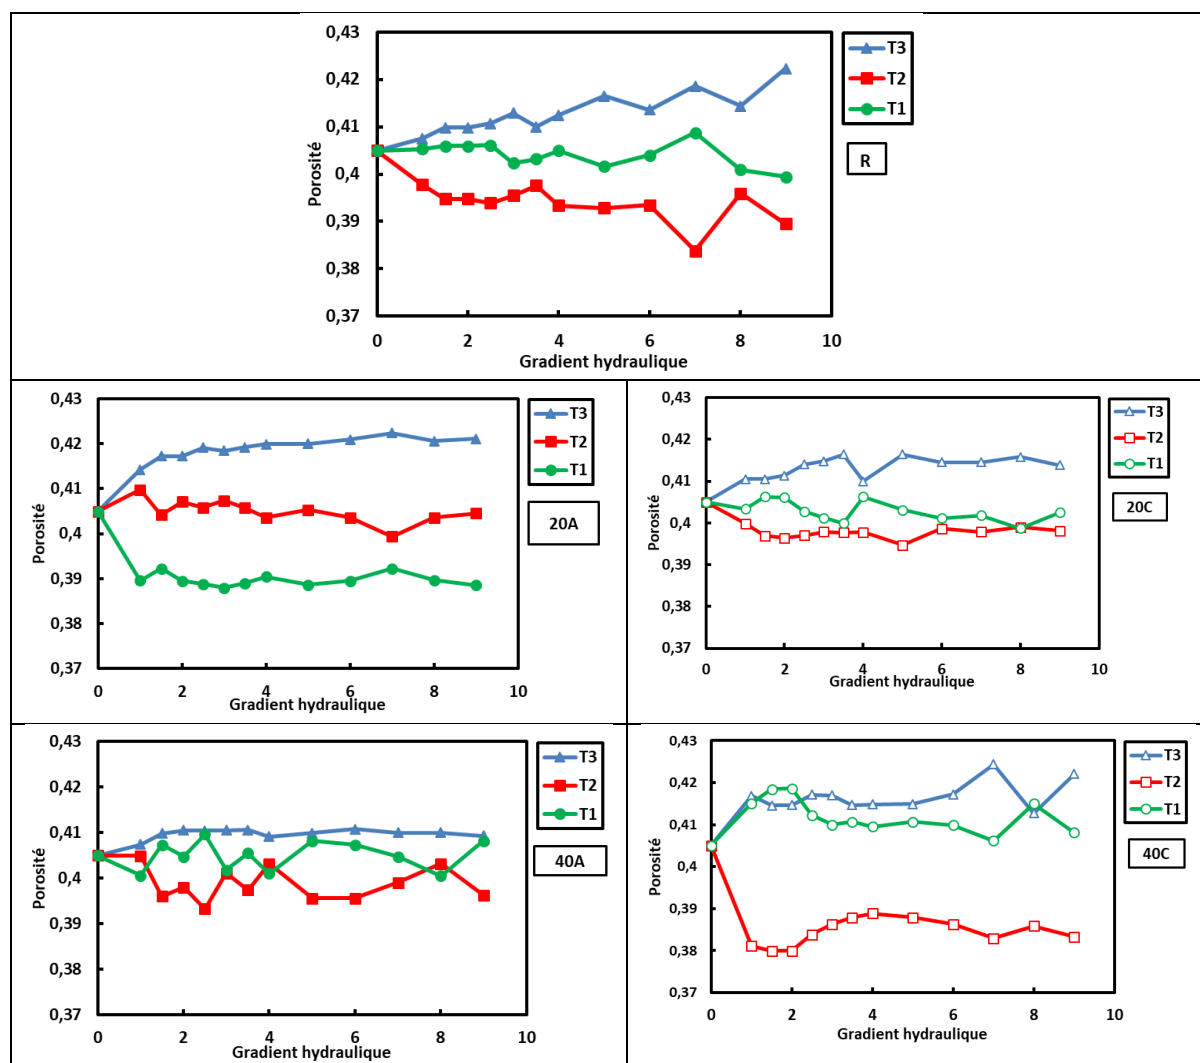 0,43
0,42
0,41
0,4
0,39
0,38
0,37
Porosité
0 2 4 6 8 10
Gradient hydraulique
T3
T2
T1
R
0,43
0,42
0,41
0,4
0,39
0,38
0,37
Porosité
0 2 4 6 8 10
Gradient hydraulique
T3
T2
T1
20A
0,43
0,42
0,41
0,4
0,39
0,38
0,37
Porosité
0 2 4 6 8 10
Gradient hydraulique
T3
T2
T1
20C
0,43
0,42
0,41
0,4
0,39
0,38
0,37
Porosité
0 2 4 6 8 10
Gradient hydraulique
T3
T2
T1
40A
0,43
0,42
0,41
0,4
0,39
0,38
0,37
Porosité
0 2 4 6 8 10
Gradient hydraulique
T3
T2
T1
40C